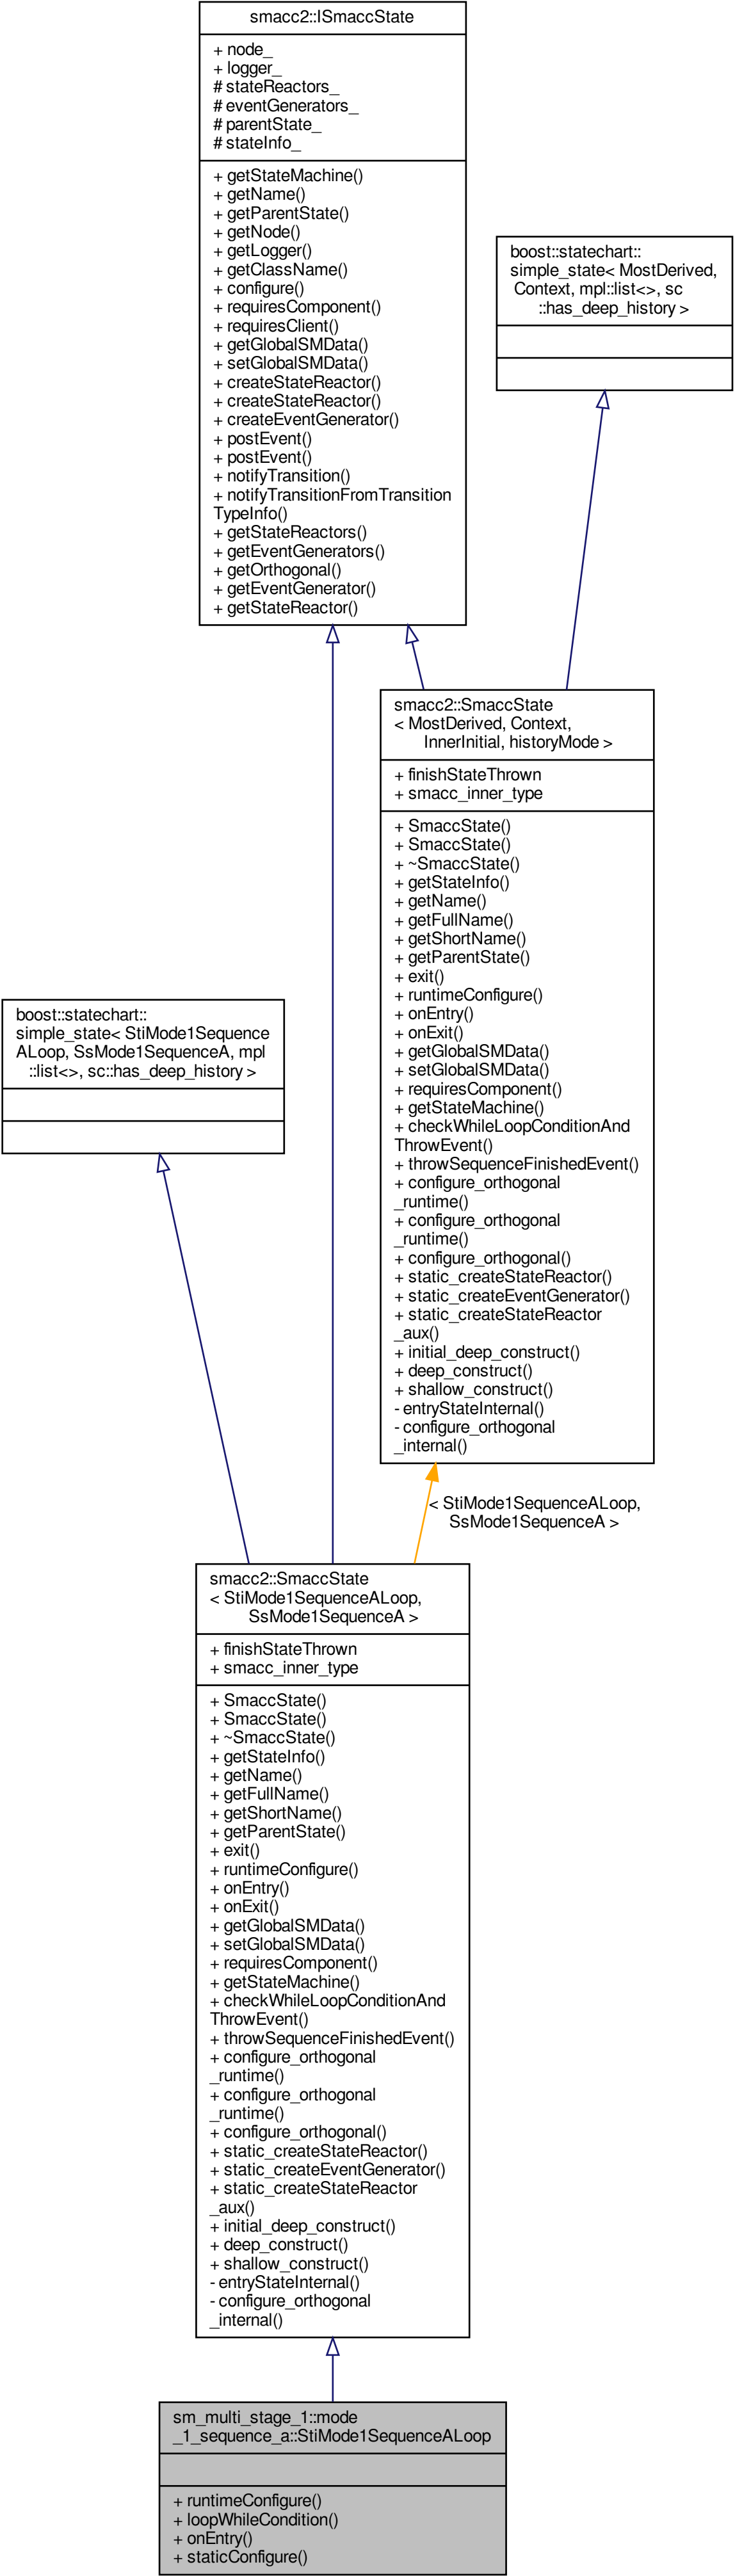 smacc2::ISmaccState
+ node_
+ logger_
# stateReactors_
# eventGenerators_
# parentState_
# stateInfo_
+ getStateMachine()
+ getName()
+ getParentState()
+ getNode()
+ getLogger()
+ getClassName()
+ configure()
+ requiresComponent()
+ requiresClient()
+ getGlobalSMData()
+ setGlobalSMData()
+ createStateReactor()
+ createStateReactor()
+ createEventGenerator()
+ postEvent()
+ postEvent()
+ notifyTransition()
+ notifyTransitionFromTransition
TypeInfo()
+ getStateReactors()
+ getEventGenerators()
+ getOrthogonal()
+ getEventGenerator()
+ getStateReactor()
boost::statechart::
simple_state< MostDerived,
Context, mpl::list<>, sc
::has_deep_history >
smacc2::SmaccState
< MostDerived, Context,
InnerInitial, historyMode >
+ finishStateThrown
+ smacc_inner_type
+ SmaccState()
+ SmaccState()
+ ~SmaccState()
+ getStateInfo()
+ getName()
+ getFullName()
+ getShortName()
+ getParentState()
+ exit()
+ runtimeConfigure()
+ onEntry()
+ onExit()
+ getGlobalSMData()
+ setGlobalSMData()
+ requiresComponent()
+ getStateMachine()
+ checkWhileLoopConditionAnd
ThrowEvent()
+ throwSequenceFinishedEvent()
+ configure_orthogonal
_runtime()
+ configure_orthogonal
_runtime()
+ configure_orthogonal()
+ static_createStateReactor()
+ static_createEventGenerator()
+ static_createStateReactor
_aux()
+ initial_deep_construct()
+ deep_construct()
+ shallow_construct()
- entryStateInternal()
- configure_orthogonal
_internal()
boost::statechart::
simple_state< StiMode1Sequence
ALoop, SsMode1SequenceA, mpl
::list<>, sc::has_deep_history >
< StiMode1SequenceALoop,
SsMode1SequenceA >
smacc2::SmaccState
< StiMode1SequenceALoop,
SsMode1SequenceA >
+ finishStateThrown
+ smacc_inner_type
+ SmaccState()
+ SmaccState()
+ ~SmaccState()
+ getStateInfo()
+ getName()
+ getFullName()
+ getShortName()
+ getParentState()
+ exit()
+ runtimeConfigure()
+ onEntry()
+ onExit()
+ getGlobalSMData()
+ setGlobalSMData()
+ requiresComponent()
+ getStateMachine()
+ checkWhileLoopConditionAnd
ThrowEvent()
+ throwSequenceFinishedEvent()
+ configure_orthogonal
_runtime()
+ configure_orthogonal
_runtime()
+ configure_orthogonal()
+ static_createStateReactor()
+ static_createEventGenerator()
+ static_createStateReactor
_aux()
+ initial_deep_construct()
+ deep_construct()
+ shallow_construct()
- entryStateInternal()
- configure_orthogonal
_internal()
sm_multi_stage_1::mode
_1_sequence_a::StiMode1SequenceALoop
+ runtimeConfigure()
+ loopWhileCondition()
+ onEntry()
+ staticConfigure()